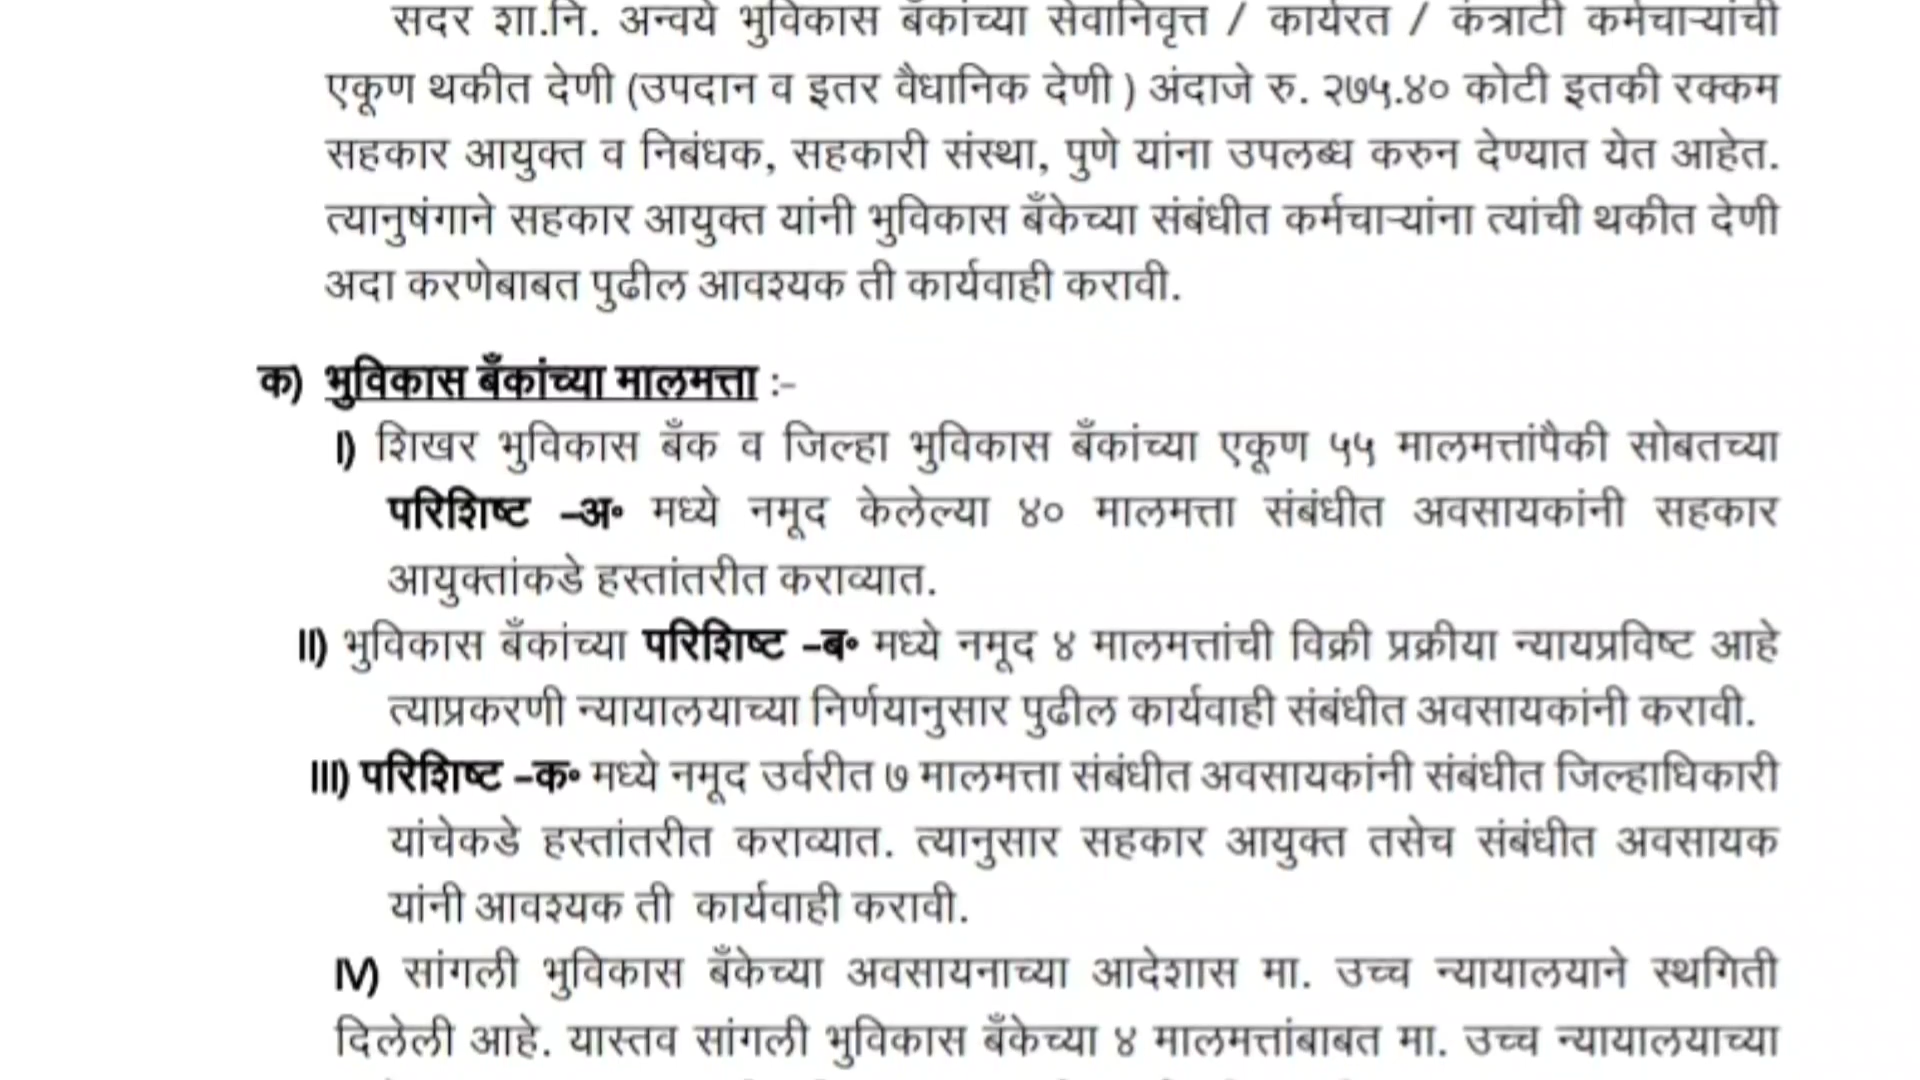 सदर शा.नि. अन्वये भुविकास बँकांच्या सेवानिवृत्त / कार्यरत / कंत्राटी कर्मचाऱ्यांची
एकूण थकीत देणी (उपदान व इतर वैधानिक देणी ) अंदाजे रु. २७५.४० कोटी इतकी रक्कम
सहकार आयुक्त व निबंधक, सहकारी संस्था, पुणे यांना उपलब्ध करुन देण्यात येत आहेत.
त्यानुषंगाने सहकार आयुक्त यांनी भुविकास बँकेच्या संबंधीत कर्मचाऱ्यांना त्यांची थकीत देणी
अदा करणेबाबत पुढील आवश्यक ती कार्यवाही करावी.
क) भुविकास बँकांच्या मालमत्ता :-
I) शिखर भुविकास बँक व जिल्हा भुविकास बँकांच्या एकूण ५५ मालमत्तांपैकी सोबतच्या
परिशिष्ट –अ॰ मध्ये नमूद केलेल्या ४० मालमत्ता संबंधीत अवसायकांनी सहकार
आयुक्तांकडे हस्तांतरीत कराव्यात.
II) भुविकास बँकांच्या परिशिष्ट –ब॰ मध्ये नमूद ४ मालमत्तांची विक्री प्रक्रीया न्यायप्रविष्ट आहे
त्याप्रकरणी न्यायालयाच्या निर्णयानुसार पुढील कार्यवाही संबंधीत अवसायकांनी करावी.
III) परिशिष्ट –क॰ मध्ये नमूद उर्वरीत ७ मालमत्ता संबंधीत अवसायकांनी संबंधीत जिल्हाधिकारी
यांचेकडे हस्तांतरीत कराव्यात. त्यानुसार सहकार आयुक्त तसेच संबंधीत अवसायक
यांनी आवश्यक ती कार्यवाही करावी.
IV) सांगली भुविकास बँकेच्या अवसायनाच्या आदेशास मा. उच्च न्यायालयाने स्थगिती
दिलेली आहे. यास्तव सांगली भुविकास बँकेच्या ४ मालमत्तांबाबत मा. उच्च न्यायालयाच्या